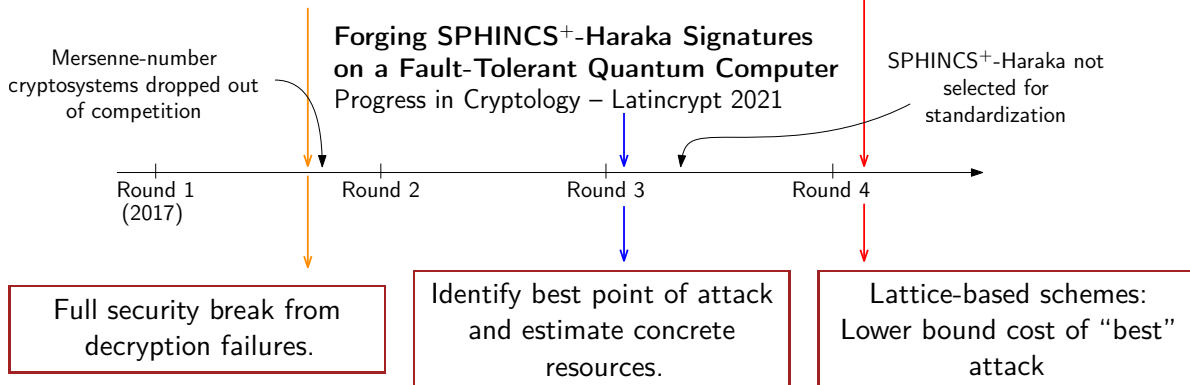 Forging SPHINCS⁺-Haraka Signatures
on a Fault-Tolerant Quantum Computer
Progress in Cryptology – Latincrypt 2021
Mersenne-number
cryptosystems dropped out
of competition
SPHINCS⁺-Haraka not
selected for
standardization
Round 1
(2017)
Round 2
Round 3
Round 4
Full security break from
decryption failures.
Identify best point of attack
and estimate concrete
resources.
Lattice-based schemes:
Lower bound cost of “best”
attack